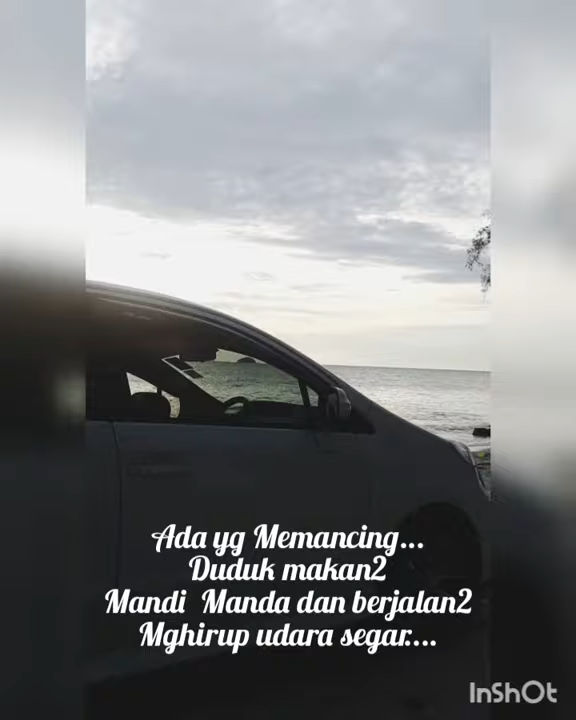 Ada yg Memancing...
Duduk makan2
Mandi Manda dan berjalan2
Mghirup udara segar....
InShOt